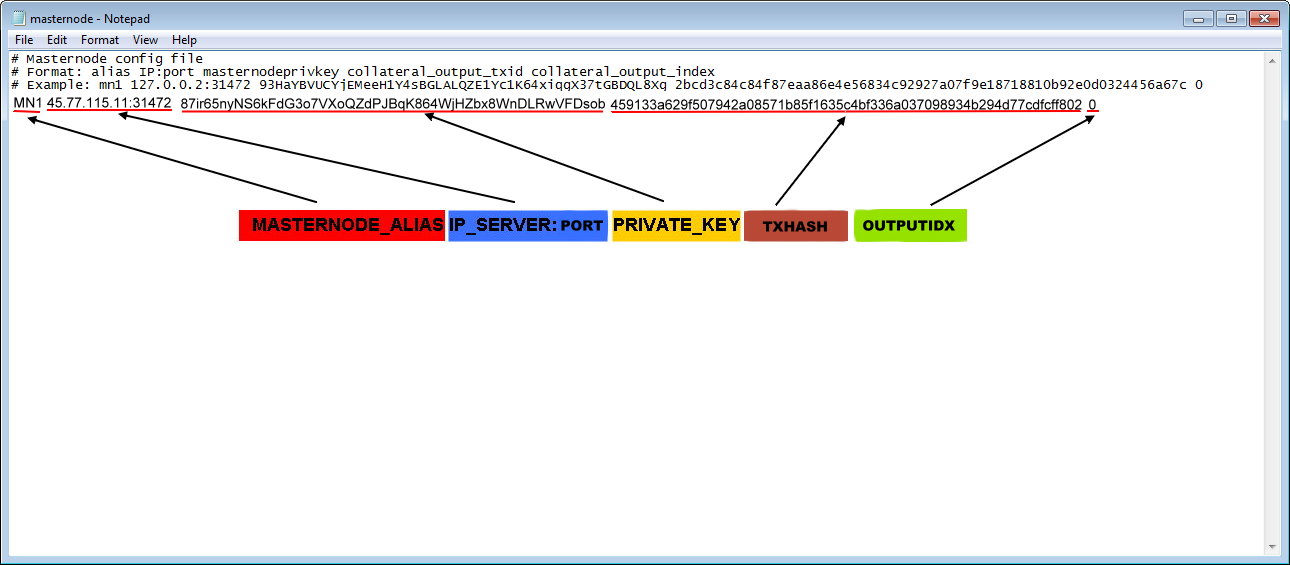 masternode - Notepad
File Edit Format View Help
# Masternode config file
# Format: alias IP:port masternodeprivkey collateral_output_txid collateral_output_index
# Example: mn1 127.0.0.2:31472 93HaYBVUCYjEMeeH1Y4sBGLALQZE1Yc1K64xiqgX37tGBDQL8Xg 2bcd3c84c84f87eaa86e4e56834c92927a07f9e18718810b92e0d0324456a67c 0
MN1 45.77.115.11:31472 87ir65nyNS6kFdG3o7VXoQZdPJBqK864WjHZbx8WnDLRwVFDsob 459133a629f507942a08571b85f1635c4bf336a037098934b294d77cdfcff802 0
MASTERNODE_ALIAS IP_SERVER: PORT PRIVATE_KEY TXHASH OUTPUTIDX